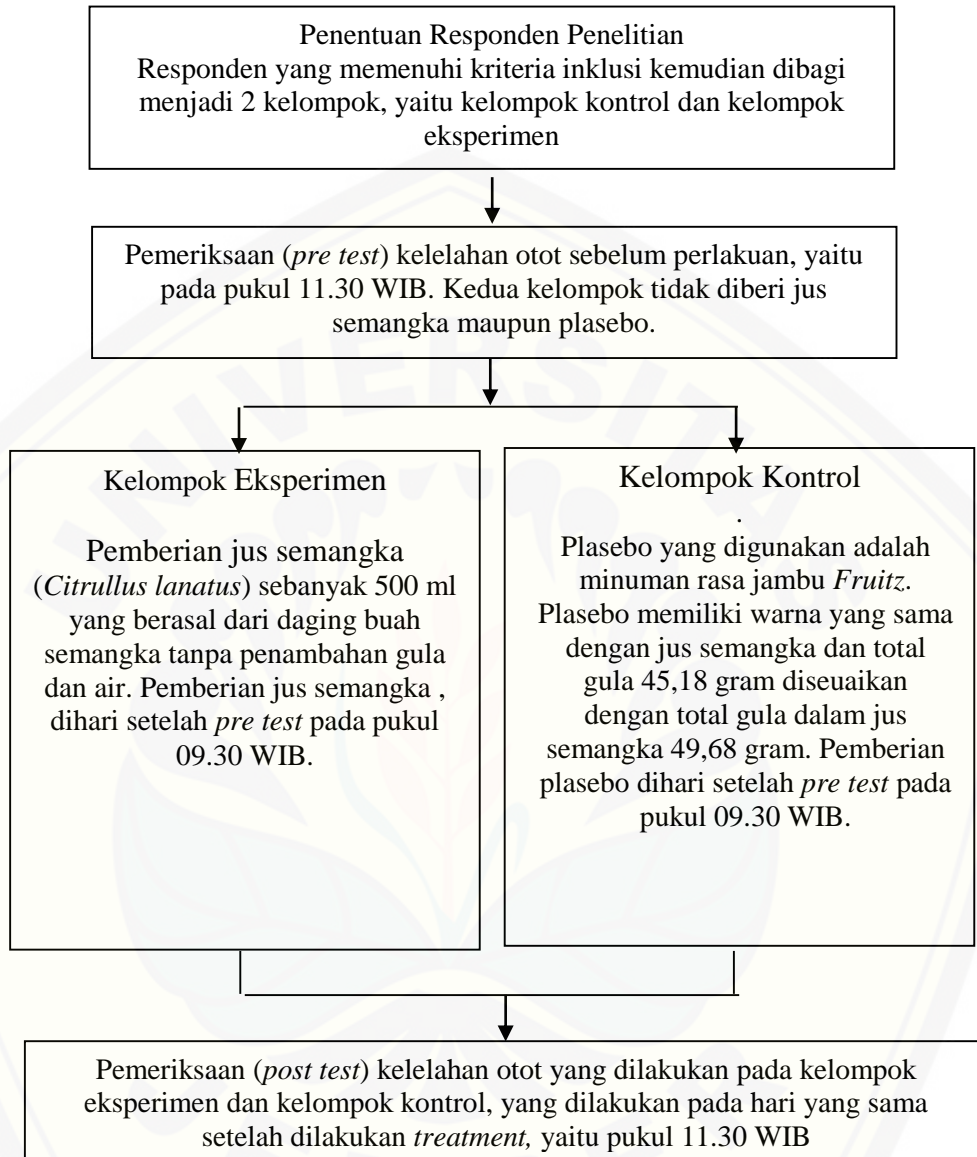 Penentuan Responden Penelitian
Responden yang memenuhi kriteria inklusi kemudian dibagi
menjadi 2 kelompok, yaitu kelompok kontrol dan kelompok
eksperimen
Pemeriksaan (pre test) kelelahan otot sebelum perlakuan, yaitu
pada pukul 11.30 WIB. Kedua kelompok tidak diberi jus
semangka maupun plasebo.
Kelompok Eksperimen
Pemberian jus semangka
(Citrullus lanatus) sebanyak 500 ml
yang berasal dari daging buah
semangka tanpa penambahan gula
dan air. Pemberian jus semangka ,
dihari setelah pre test pada pukul
09.30 WIB.
Kelompok Kontrol
.
Plasebo yang digunakan adalah
minuman rasa jambu Fruitz.
Plasebo memiliki warna yang sama
dengan jus semangka dan total
gula 45,18 gram diseuaikan
dengan total gula dalam jus
semangka 49,68 gram. Pemberian
plasebo dihari setelah pre test pada
pukul 09.30 WIB.
Pemeriksaan (post test) kelelahan otot yang dilakukan pada kelompok
eksperimen dan kelompok kontrol, yang dilakukan pada hari yang sama
setelah dilakukan treatment, yaitu pukul 11.30 WIB
UNIVERSITAS